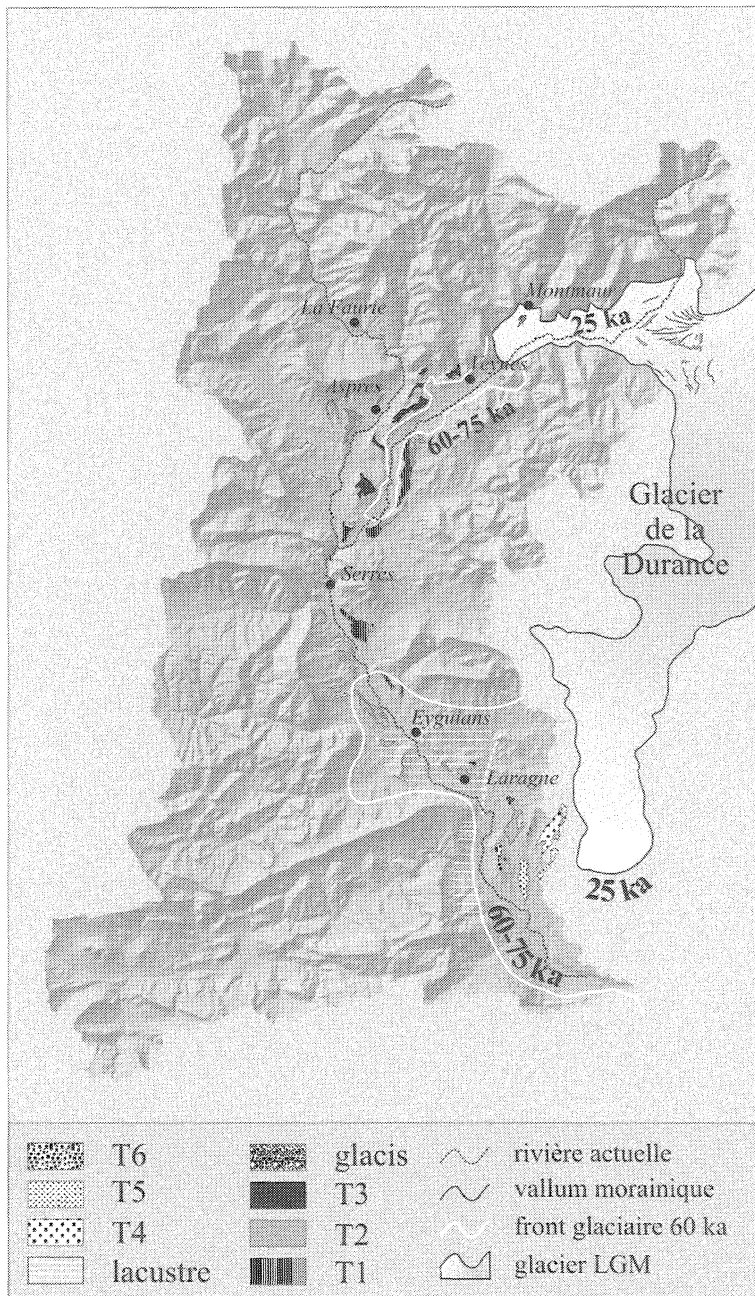 La Faurie
Montmaur
25 ka
Veynes
Aspres
60-75 ka
Glacier
de la
Durance
Serres
Eyguians
Laragne
25 ka
60-75 ka
T6
T5
T4
lacustre
glacis
T3
T2
T1
rivière actuelle
vallum morainique
front glaciaire 60 ka
glacier LGM